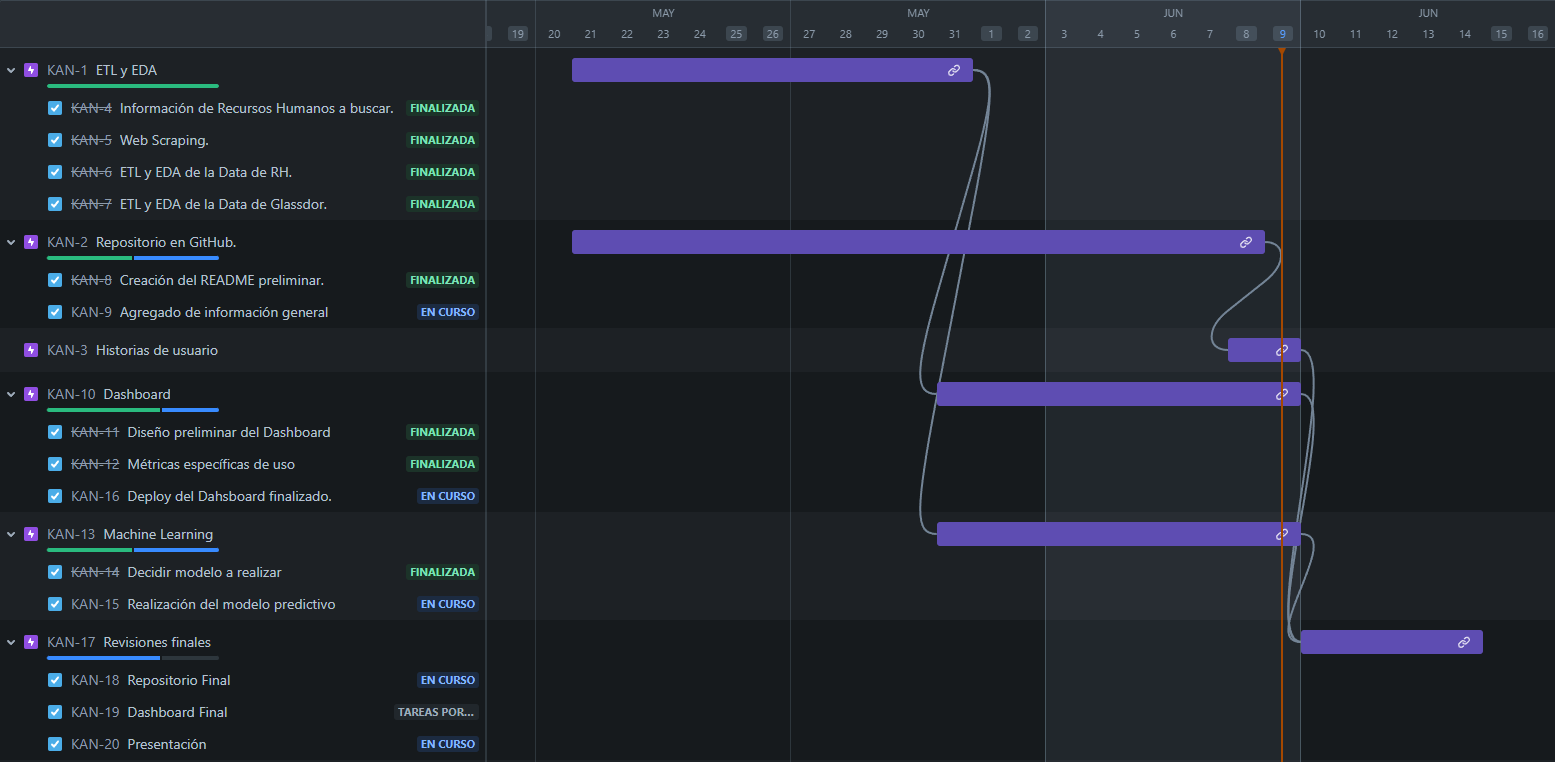 MAY MAY JUN JUN
19 20 21 22 23 24 25 26 27 28 29 30 31 1 2 3 4 5 6 7 8 9 10 11 12 13 14 15 16
KAN-1 ETL y EDA
KAN-4 Información de Recursos Humanos a buscar. FINALIZADA
KAN-5 Web Scraping. FINALIZADA
KAN-6 ETL y EDA de la Data de RH. FINALIZADA
KAN-7 ETL y EDA de la Data de Glassdor. FINALIZADA
KAN-2 Repositorio en GitHub.
KAN-8 Creación del README preliminar. FINALIZADA
KAN-9 Agregado de información general EN CURSO
KAN-3 Historias de usuario
KAN-10 Dashboard
KAN-11 Diseño preliminar del Dashboard FINALIZADA
KAN-12 Métricas específicas de uso FINALIZADA
KAN-16 Deploy del Dahsboard finalizado. EN CURSO
KAN-13 Machine Learning
KAN-14 Decidir modelo a realizar FINALIZADA
KAN-15 Realización del modelo predictivo EN CURSO
KAN-17 Revisiones finales
KAN-18 Repositorio Final EN CURSO
KAN-19 Dashboard Final TAREAS POR...
KAN-20 Presentación EN CURSO